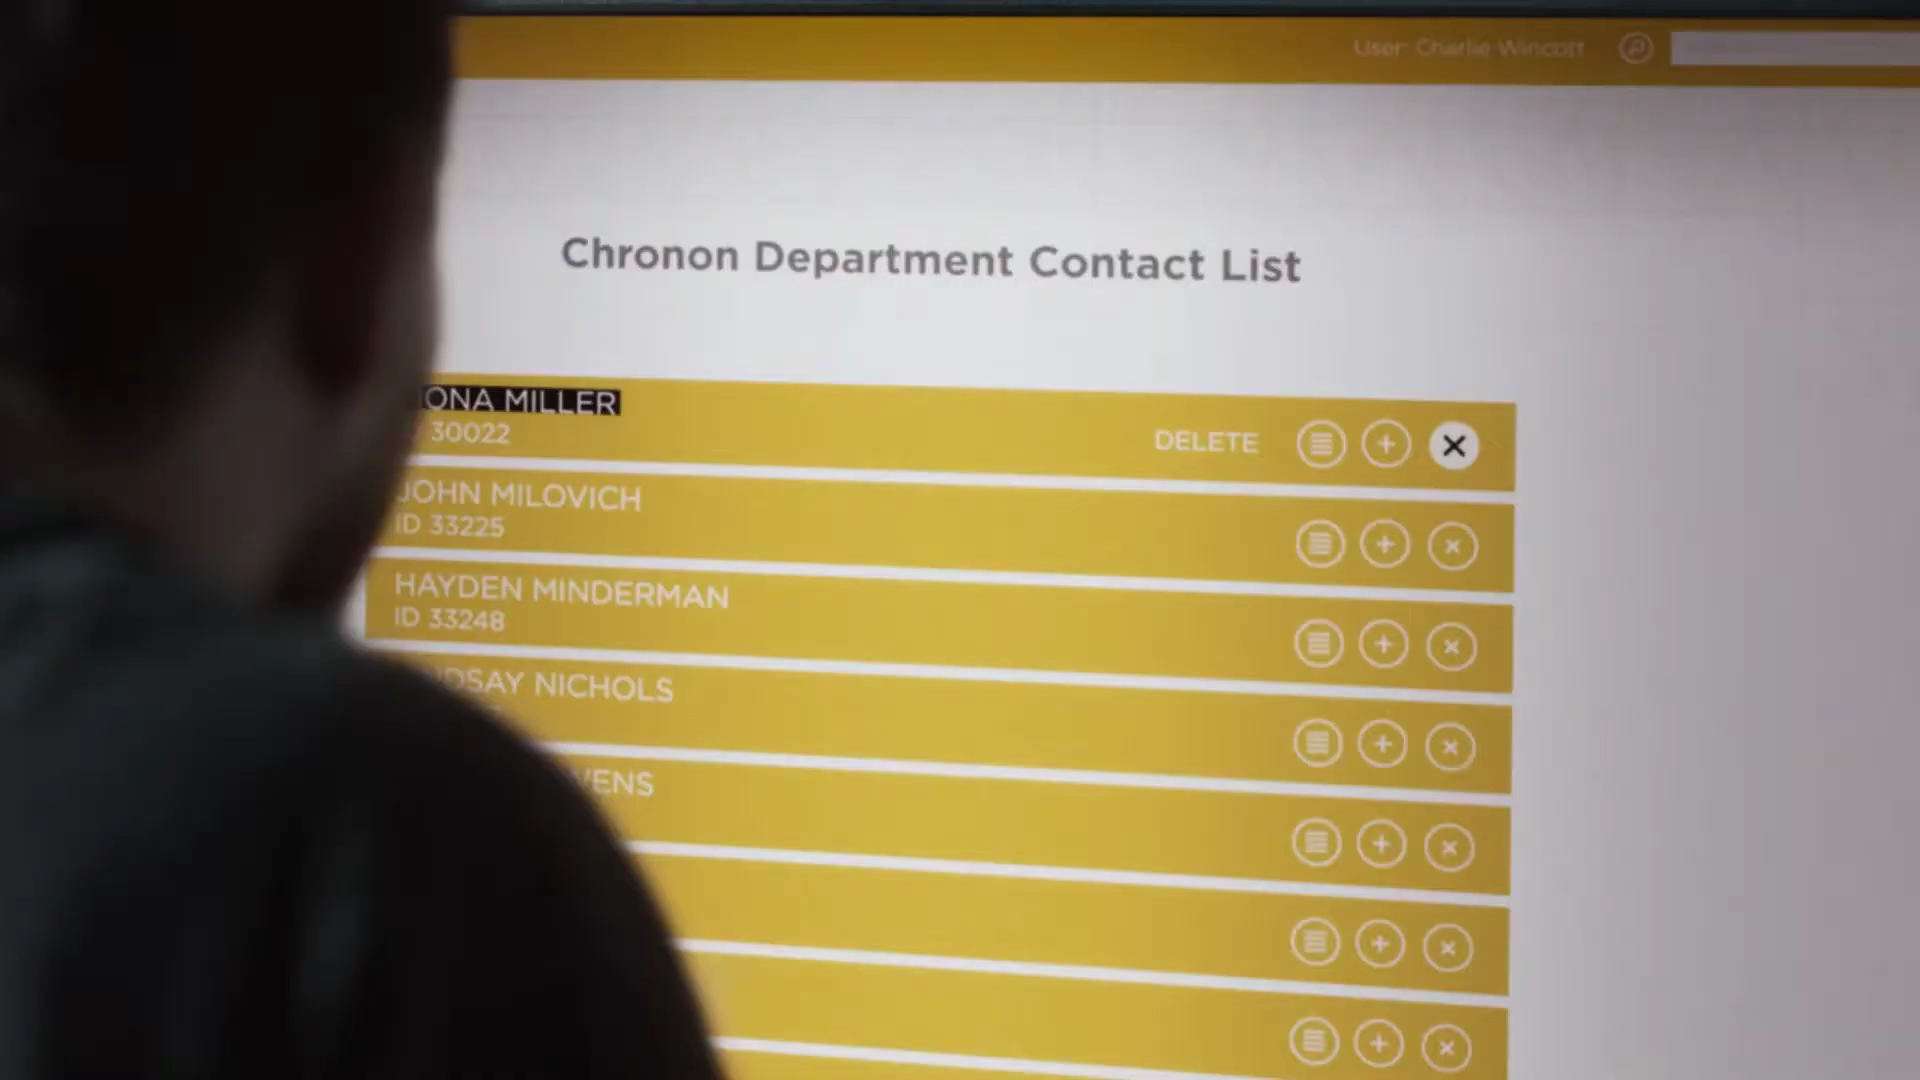 User: Charlie Wincott
Chronon Department Contact List
IONA MILLER
30022
DELETE
JOHN MILOVICH
ID 33225
HAYDEN MINDERMAN
ID 33248
DSAY NICHOLS
VENS